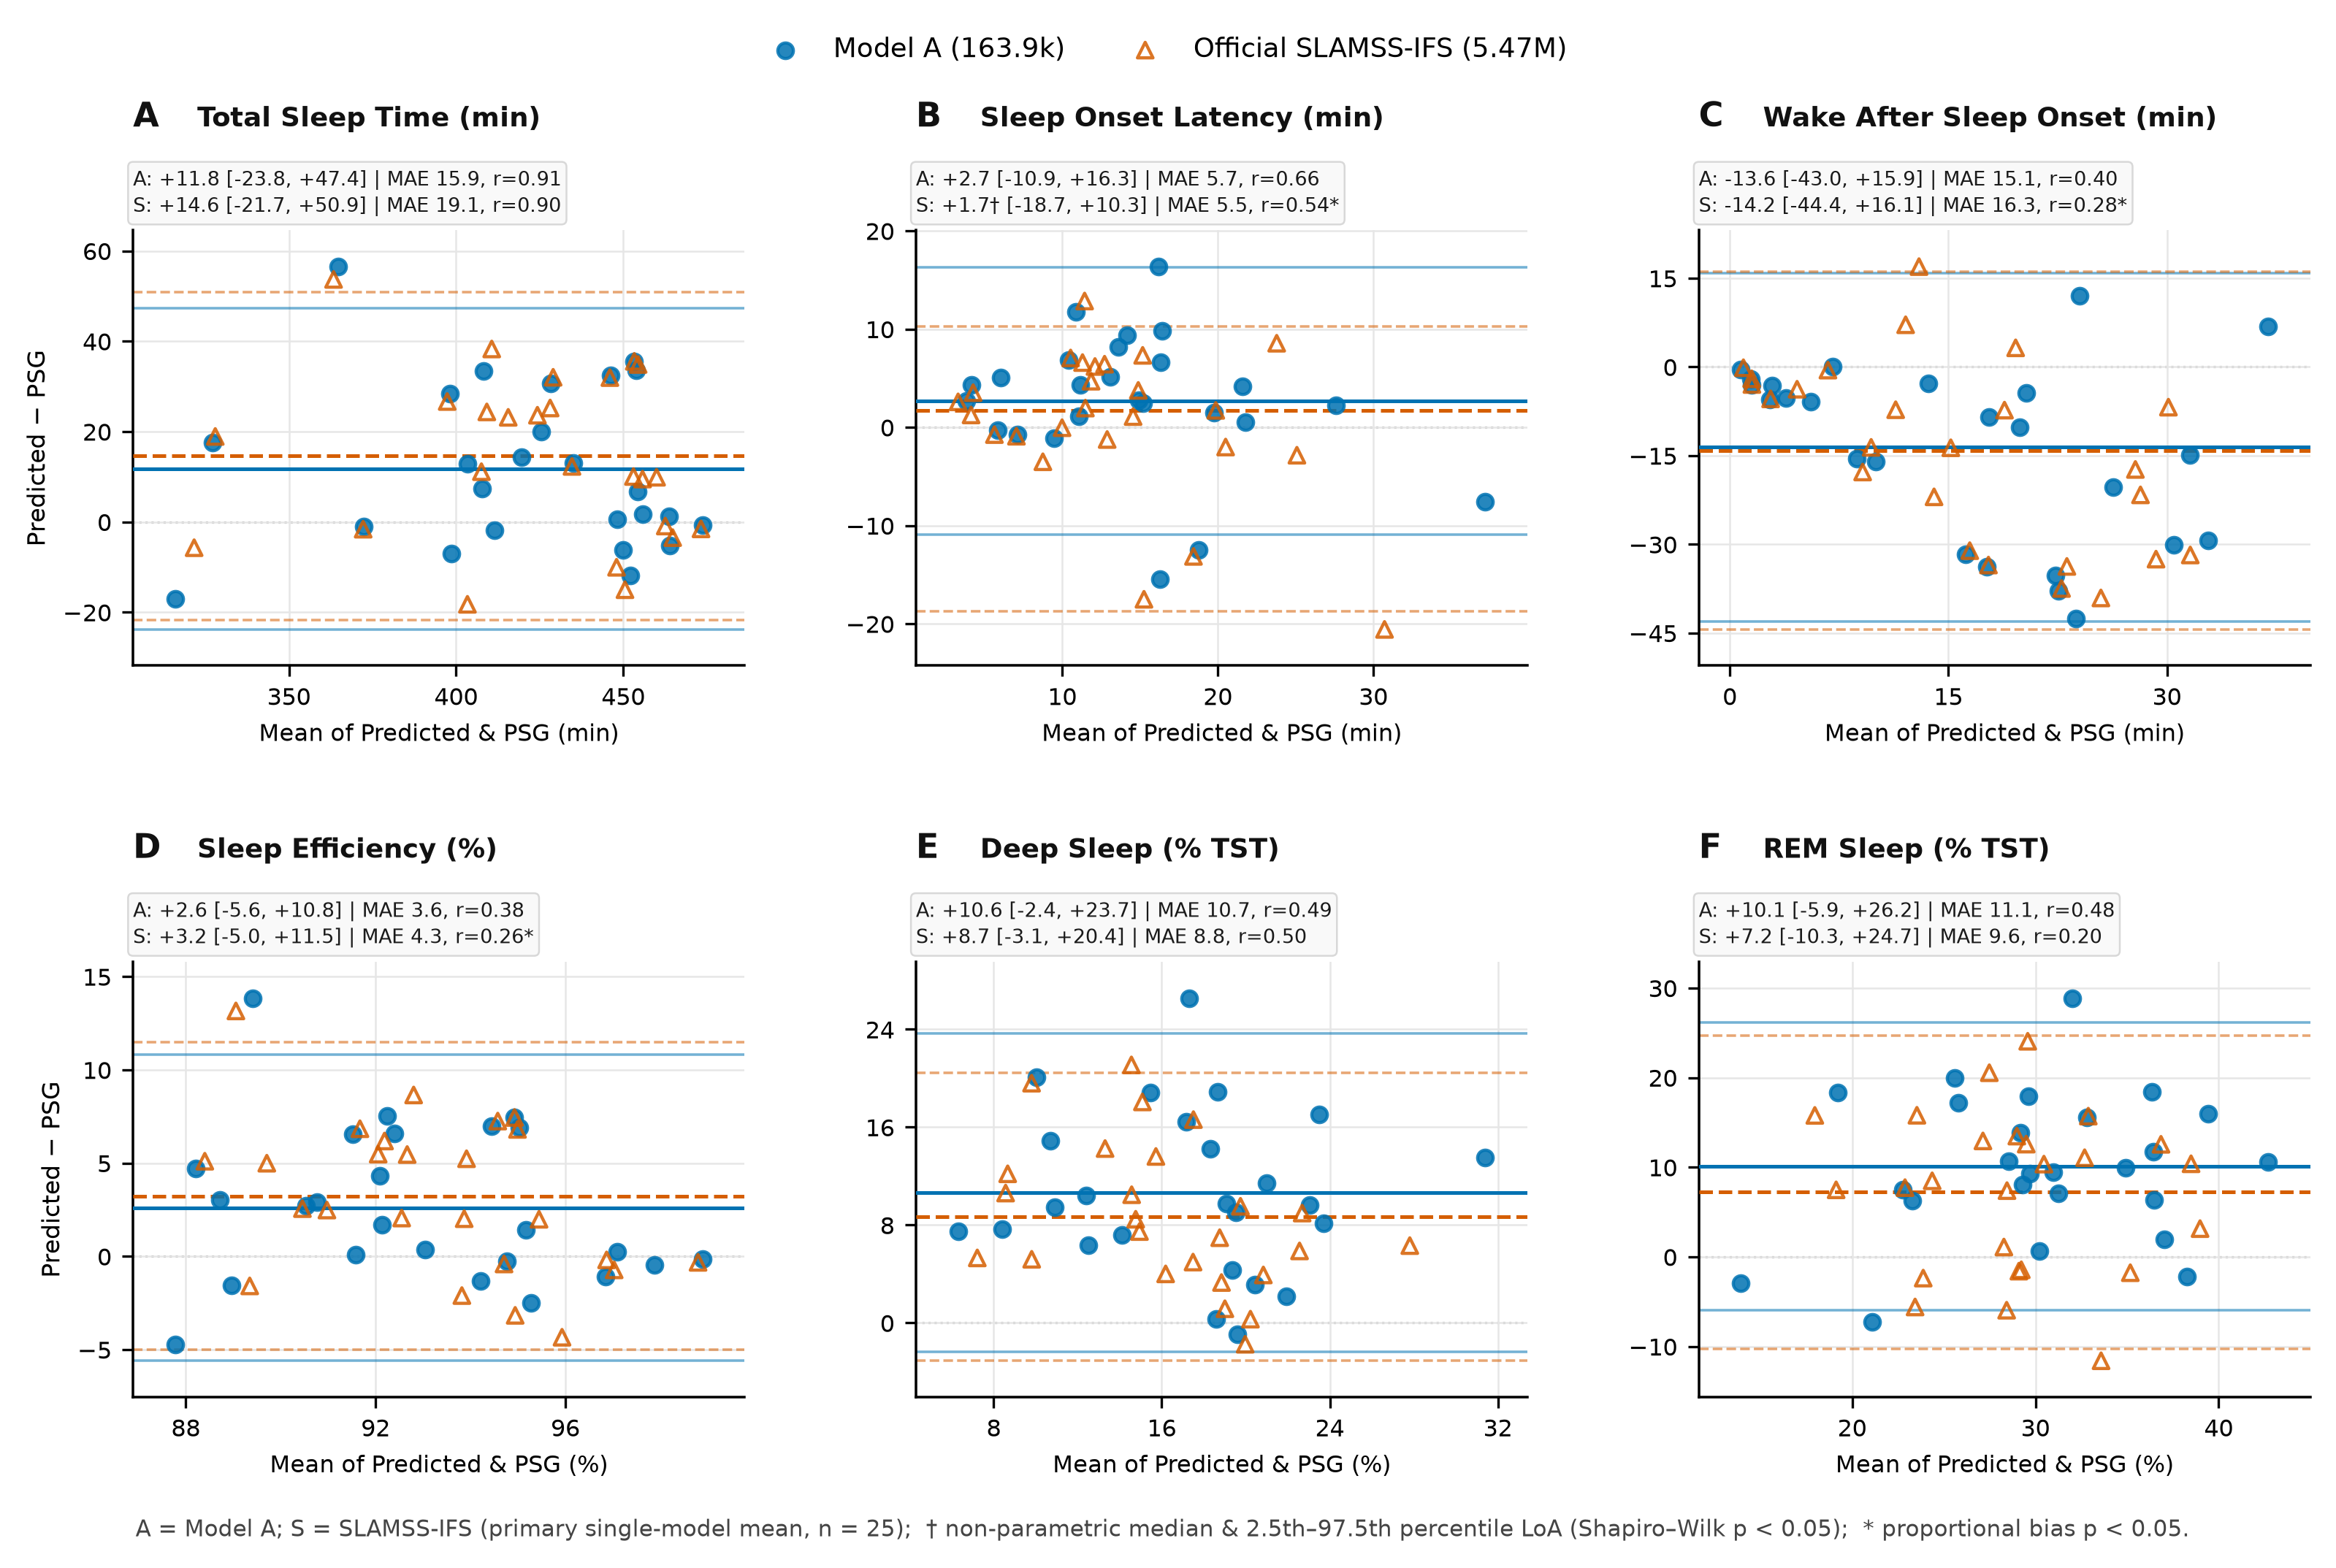 Model A (163.9k)
Official SLAMSS-IFS (5.47M)
A Total Sleep Time (min)
A: +11.8 [-23.8, +47.4] | MAE 15.9, r=0.91
S: +14.6 [-21.7, +50.9] | MAE 19.1, r=0.90
60
40
20
0
−20
Predicted − PSG
350 400 450
Mean of Predicted & PSG (min)
B Sleep Onset Latency (min)
A: +2.7 [-10.9, +16.3] | MAE 5.7, r=0.66
S: +1.7† [-18.7, +10.3] | MAE 5.5, r=0.54*
20
10
0
−10
−20
10 20 30
Mean of Predicted & PSG (min)
C Wake After Sleep Onset (min)
A: -13.6 [-43.0, +15.9] | MAE 15.1, r=0.40
S: -14.2 [-44.4, +16.1] | MAE 16.3, r=0.28*
15
0
−15
−30
−45
0 15 30
Mean of Predicted & PSG (min)
D Sleep Efficiency (%)
A: +2.6 [-5.6, +10.8] | MAE 3.6, r=0.38
S: +3.2 [-5.0, +11.5] | MAE 4.3, r=0.26*
15
10
5
0
−5
Predicted − PSG
88 92 96
Mean of Predicted & PSG (%)
E Deep Sleep (% TST)
A: +10.6 [-2.4, +23.7] | MAE 10.7, r=0.49
S: +8.7 [-3.1, +20.4] | MAE 8.8, r=0.50
24
16
8
0
8 16 24 32
Mean of Predicted & PSG (%)
F REM Sleep (% TST)
A: +10.1 [-5.9, +26.2] | MAE 11.1, r=0.48
S: +7.2 [-10.3, +24.7] | MAE 9.6, r=0.20
30
20
10
0
−10
20 30 40
Mean of Predicted & PSG (%)
A = Model A; S = SLAMSS-IFS (primary single-model mean, n = 25); † non-parametric median & 2.5th–97.5th percentile LoA (Shapiro–Wilk p < 0.05); * proportional bias p < 0.05.